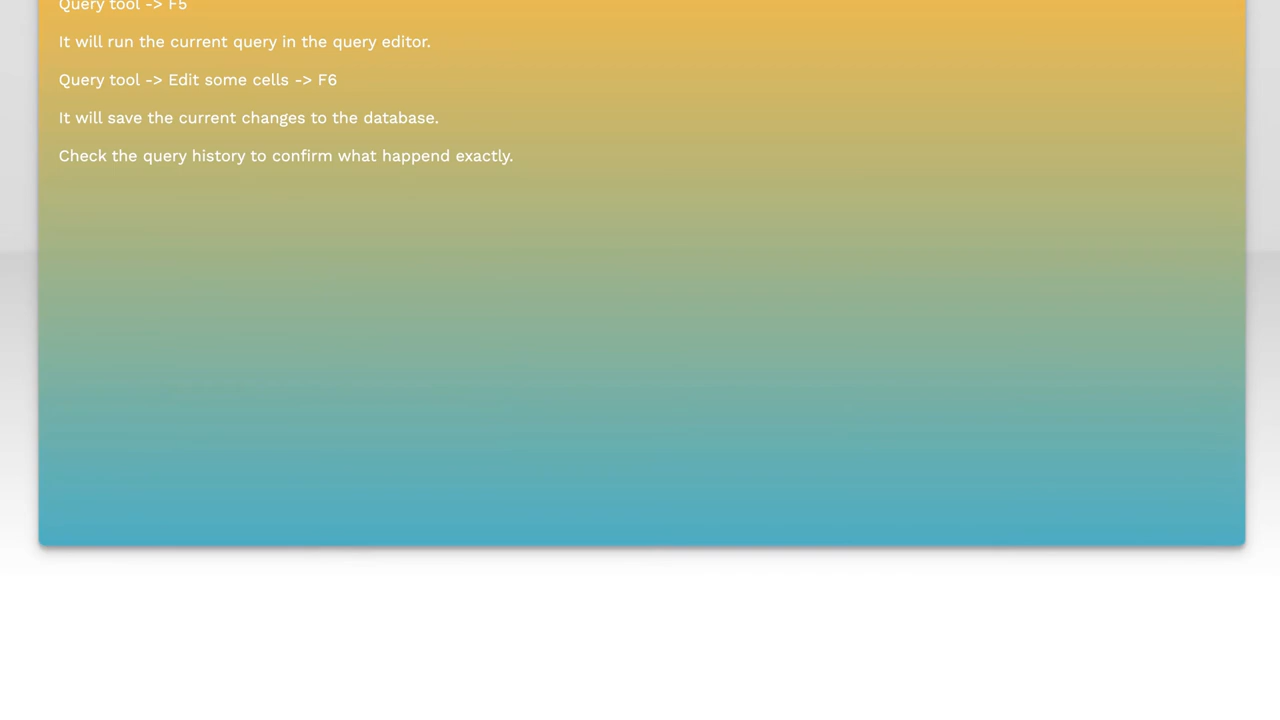 Query tool -> F5
It will run the current query in the query editor.
Query tool -> Edit some cells -> F6
It will save the current changes to the database.
Check the query history to confirm what happend exactly.